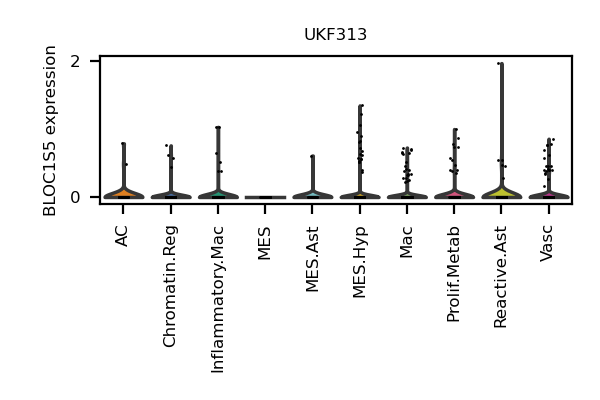 UKF313
BLOC1S5 expression
2
0
AC
Chromatin.Reg
Inflammatory.Mac
MES
MES.Ast
MES.Hyp
Mac
Prolif.Metab
Reactive.Ast
Vasc